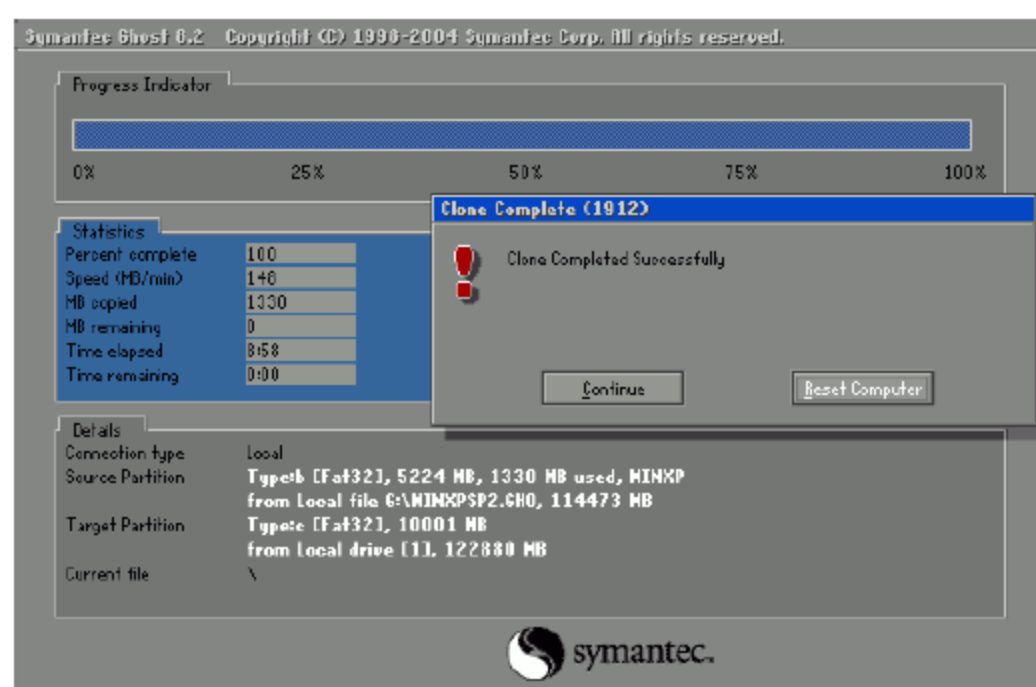 Symantec Ghost 8.2 Copyright (C) 1998-2004 Symantec Corp. All rights reserved.
Progress Indicator
0% 25% 50% 75% 100%
Clone Complete (1912)
Clone Completed Successfully
Continue Reset Computer
Statistics
Percent complete 100
Speed (MB/min) 148
MB copied 1330
MB remaining 0
Time elapsed 8:58
Time remaining 0:00
Details
Connection type Local
Source Partition Type:b [Fat32], 5224 MB, 1330 MB used, WINXP
from Local file G:\WINXPSP2.GHO, 114473 MB
Target Partition Type:c [Fat32], 10001 MB
from Local drive [1], 122880 MB
Current file \
symantec.